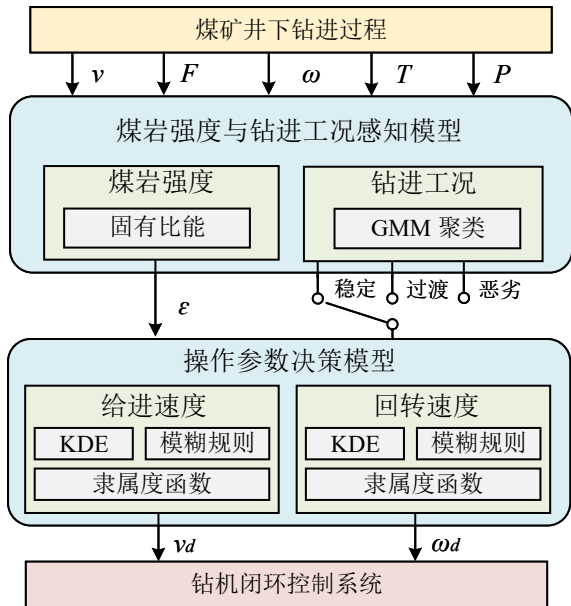 煤矿井下钻进过程
v F ω T P
煤岩强度与钻进工况感知模型
煤岩强度 钻进工况
固有比能 GMM 聚类
稳定 过渡 恶劣
ε
操作参数决策模型
给进速度 回转速度
KDE 模糊规则 KDE 模糊规则
隶属度函数 隶属度函数
vd ωd
钻机闭环控制系统